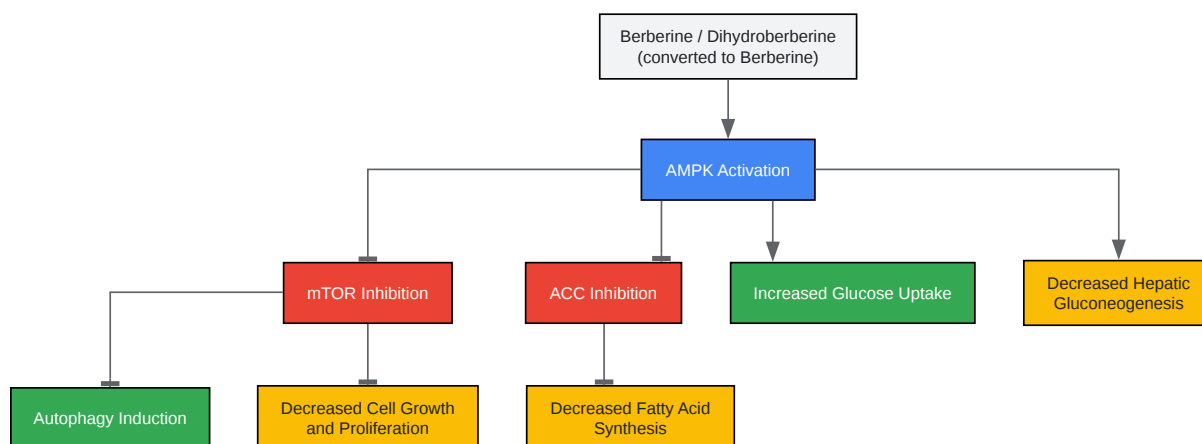 Berberine / Dihydroberberine
(converted to Berberine)
AMPK Activation
mTOR Inhibition
ACC Inhibition
Increased Glucose Uptake
Decreased Hepatic
Gluconeogenesis
Autophagy Induction
Decreased Cell Growth
and Proliferation
Decreased Fatty Acid
Synthesis